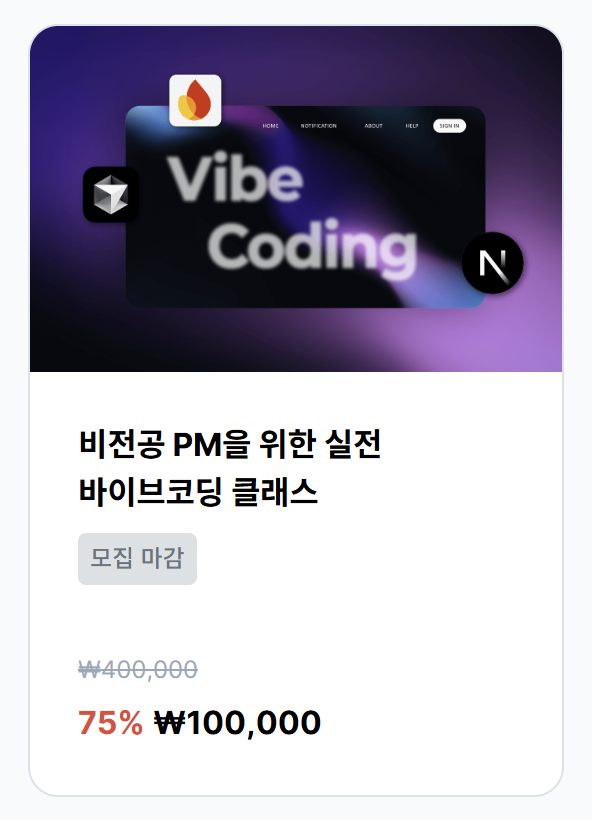 HOME NOTIFICATION ABOUT HELP SIGN IN
Vibe
Coding
N
비전공 PM을 위한 실전
바이브코딩 클래스
모집 마감
₩400,000
75% ₩100,000